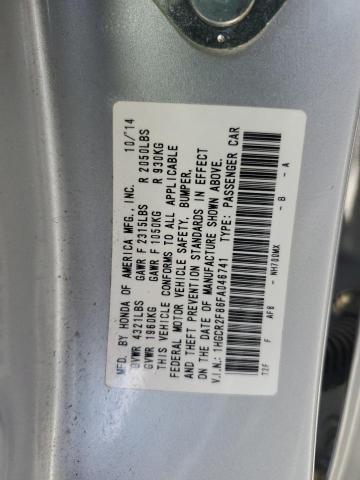 MFD. BY HONDA OF AMERICA MFG., INC. 10/'14
GVWR 4321LBS GAWR F 2315LBS R 2050LBS
GVWR 1960KG GAWR F 1050KG R 930KG
THIS VEHICLE CONFORMS TO ALL APPLICABLE
FEDERAL MOTOR VEHICLE SAFETY, BUMPER,
AND THEFT PREVENTION STANDARDS IN EFFECT
ON THE DATE OF MANUFACTURE SHOWN ABOVE.
V.I.N.: 1HGCR2F86FA046741 TYPE: PASSENGER CAR
T2F F AF8 - NH700MX - B - A